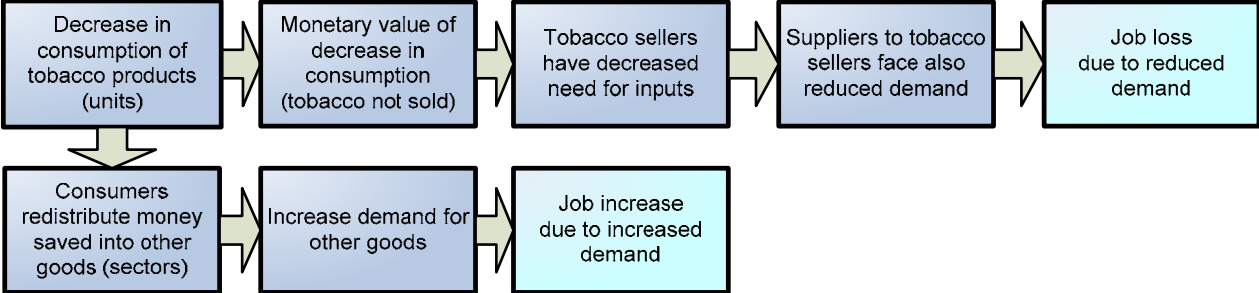 Decrease in
consumption of
tobacco products
(units)
Monetary value of
decrease in
consumption
(tobacco not sold)
Tobacco sellers
have decreased
need for inputs
Suppliers to tobacco
sellers face also
reduced demand
Job loss
due to reduced
demand
Consumers
redistribute money
saved into other
goods (sectors)
Increase demand for
other goods
Job increase
due to increased
demand